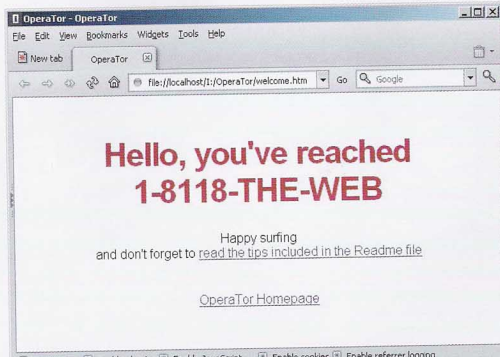 OperaTor - OperaTor
File Edit View Bookmarks Widgets Tools Help
New tab OperaTor
file://localhost/I:/OperaTor/welcome.htm Go Google
Hello, you've reached
1-8118-THE-WEB
Happy surfing
and don't forget to read the tips included in the Readme file
OperaTor Homepage
Enable cookies Enable referrer logging